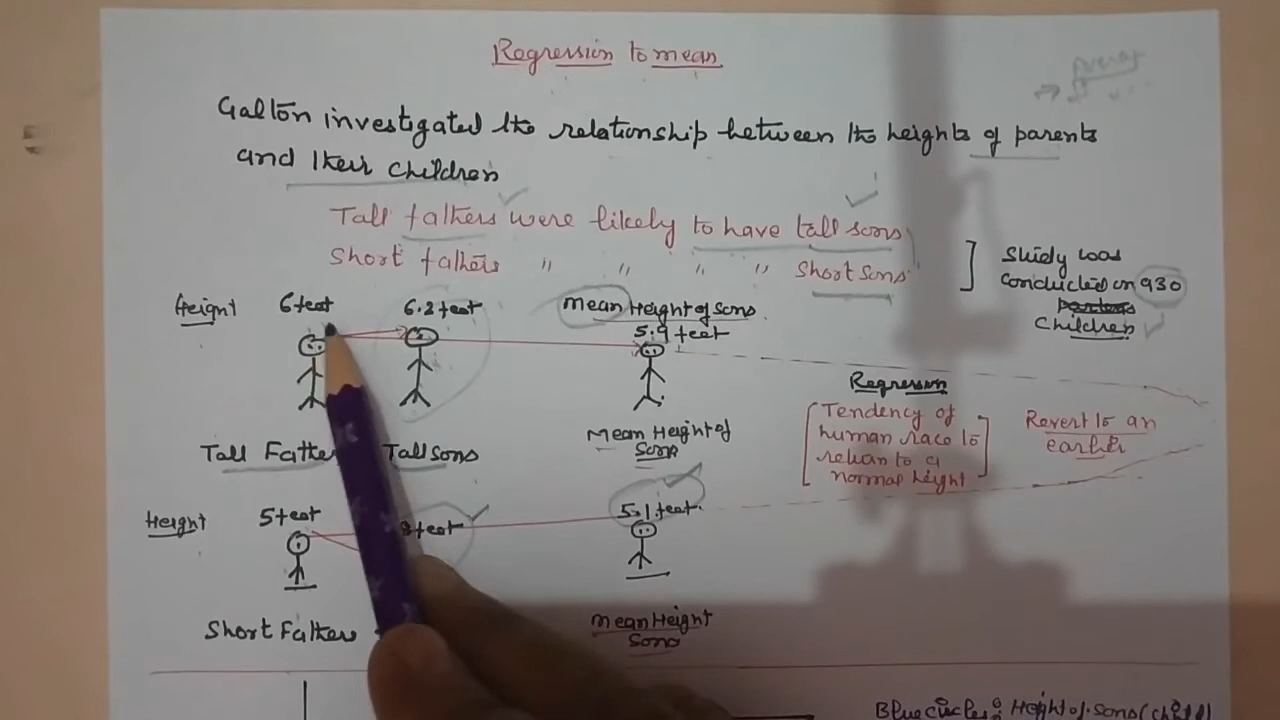 Regression to mean
Galton investigated the relationship between the heights of parents
and their children
Tall fathers were likely to have tall sons
Short fathers " " " " Short Sons
Study was
conducted on 930
Children
Height 6 feet 6.2 feet mean Height of sons
5.9 feet
Regression
Tendency of
human race to
return to a
normal height
Revert to an
earlier
Tall Father Tall sons Mean Height of
Sons
Height 5 feet feet 5.1 feet
Short Father mean Height
Sons
Blue circles: Height of sons (child)